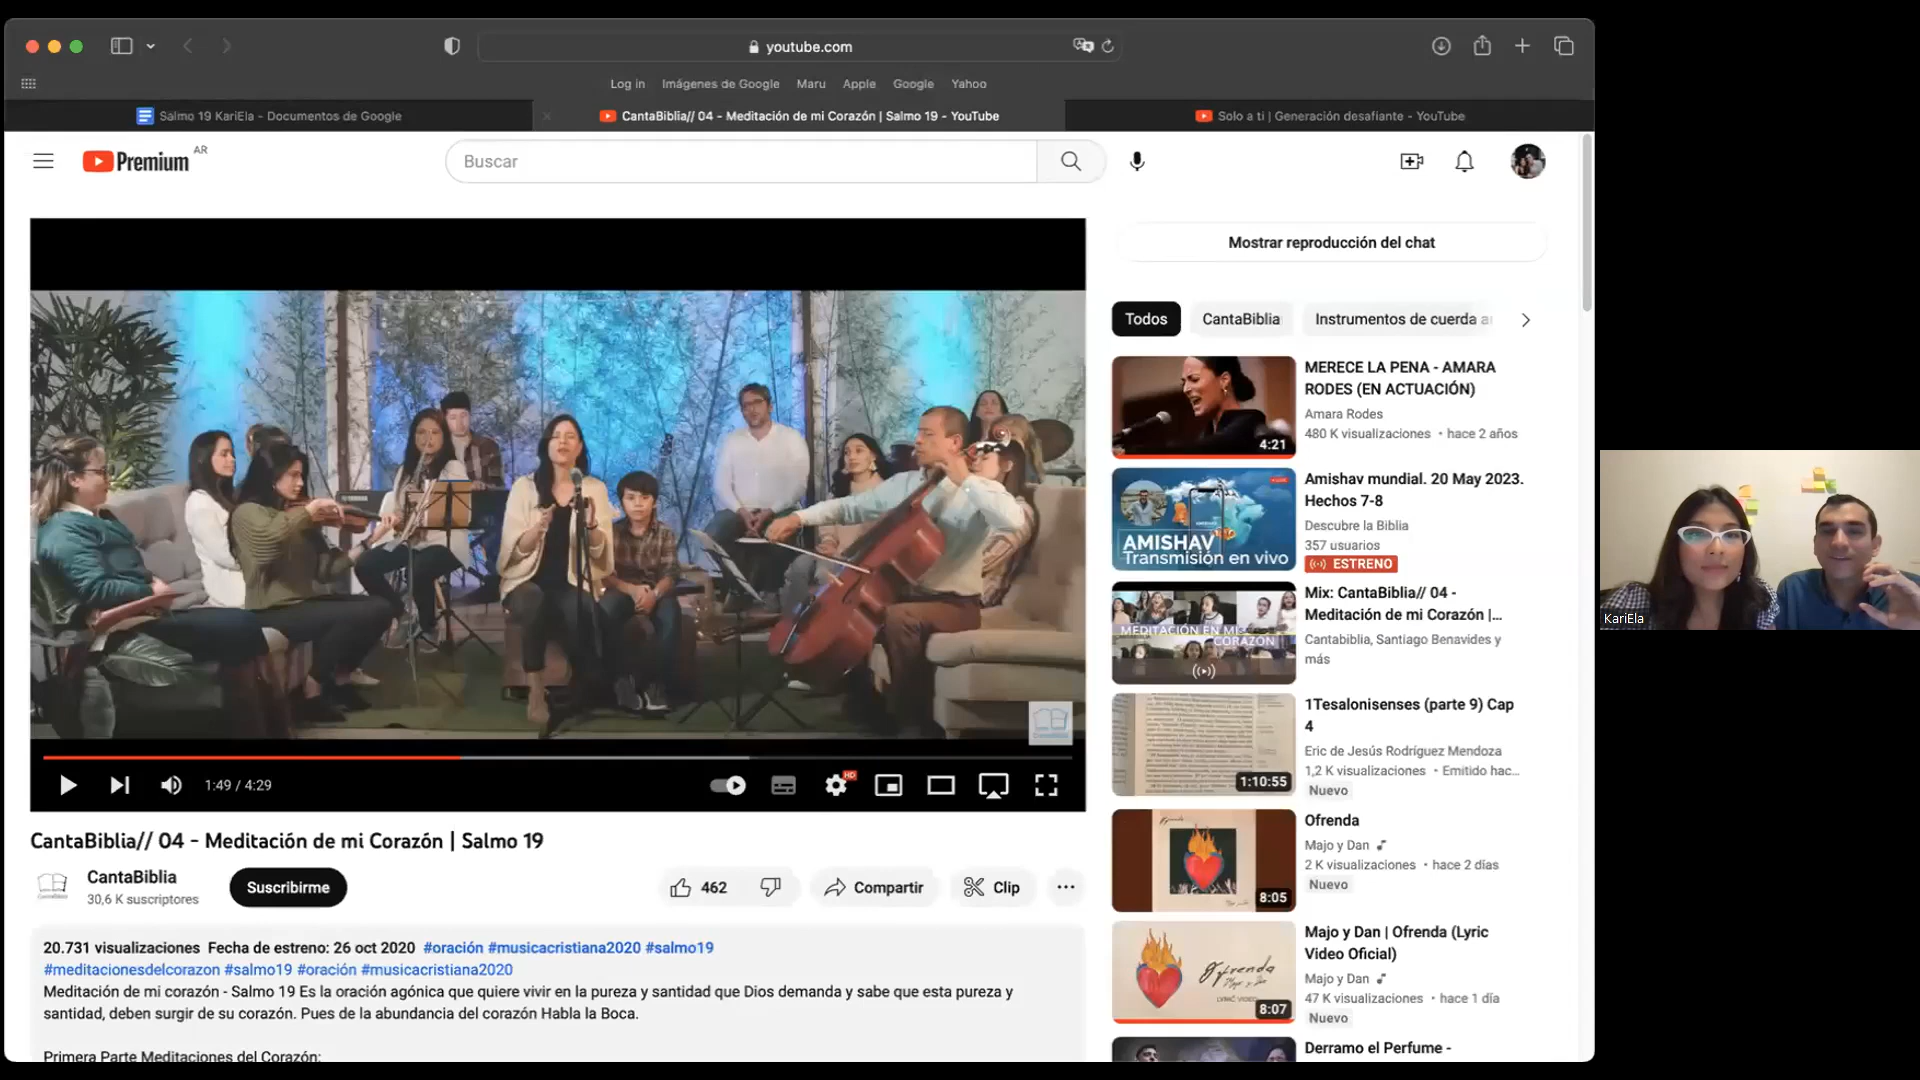 youtube.com
Log in Imágenes de Google Maru Apple Google Yahoo
Salmo 19 KariEla - Documentos de Google
CantaBiblia// 04 - Meditación de mi Corazón | Salmo 19 - YouTube
Solo a ti | Generación desafiante - YouTube
Premium AR
Buscar
Mostrar reproducción del chat
Todos CantaBiblia Instrumentos de cuerda
MERECE LA PENA - AMARA
RODES (EN ACTUACIÓN)
Amara Rodes
480 K visualizaciones • hace 2 años
4:21
Amishav mundial. 20 May 2023.
Hechos 7-8
Descubre la Biblia
357 usuarios
ESTRENO
AMISHAV
Transmisión en vivo
Mix: CantaBiblia// 04 -
Meditación de mi Corazón |...
Cantabiblia, Santiago Benavides y
más
MEDITACIÓN EN MI
CORAZÓN
1Tesalonisenses (parte 9) Cap
4
Eric de Jesús Rodríguez Mendoza
1,2 K visualizaciones • Emitido hac...
Nuevo
1:10:55
Ofrenda
Majo y Dan
2 K visualizaciones • hace 2 días
Nuevo
8:05
Majo y Dan | Ofrenda (Lyric
Video Oficial)
Majo y Dan
47 K visualizaciones • hace 1 día
Nuevo
Ofrenda
LYRIC VIDEO
8:07
Derramo el Perfume -
KariEla
1:49 / 4:29
HD
CantaBiblia// 04 - Meditación de mi Corazón | Salmo 19
CantaBiblia
30,6 K suscriptores
Suscribirme
462
Compartir
Clip
20.731 visualizaciones Fecha de estreno: 26 oct 2020 #oración #musicacristiana2020 #salmo19
#meditacionesdelcorazon #salmo19 #oración #musicacristiana2020
Meditación de mi corazón - Salmo 19 Es la oración agónica que quiere vivir en la pureza y santidad que Dios demanda y sabe que esta pureza y
santidad, deben surgir de su corazón. Pues de la abundancia del corazón Habla la Boca.
Primera Parte Meditaciones del Corazón: